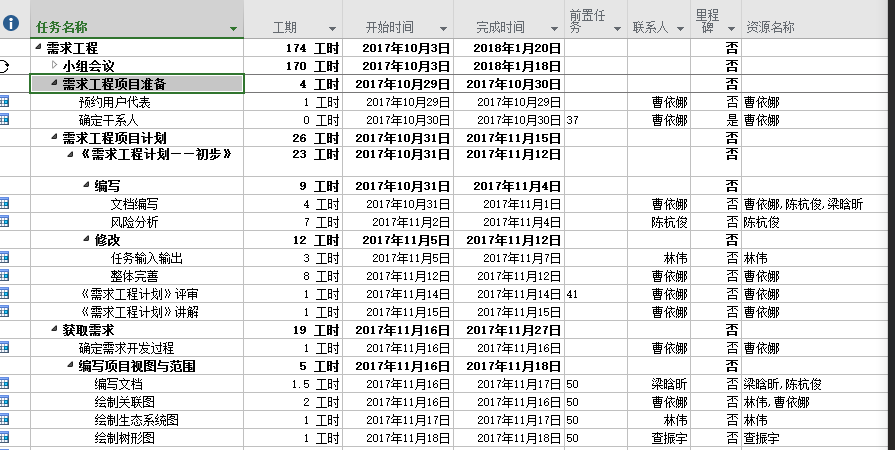 任务名称 工期 开始时间 完成时间 前置任务 联系人 里程碑 资源名称
需求工程 174 工时 2017年10月3日 2018年1月20日 否
小组会议 170 工时 2017年10月3日 2018年1月18日 否
需求工程项目准备 4 工时 2017年10月29日 2017年10月30日 否
预约用户代表 1 工时 2017年10月29日 2017年10月29日 曹依娜 否 曹依娜
确定干系人 0 工时 2017年10月30日 2017年10月30日 37 曹依娜 是 曹依娜
需求工程项目计划 26 工时 2017年10月31日 2017年11月15日 否
《需求工程计划——初步》 23 工时 2017年10月31日 2017年11月12日 否
编写 9 工时 2017年10月31日 2017年11月4日 否
文档编写 4 工时 2017年10月31日 2017年11月1日 曹依娜 否 曹依娜,陈杭俊,梁晗昕
风险分析 7 工时 2017年11月2日 2017年11月4日 陈杭俊 否 陈杭俊
修改 12 工时 2017年11月5日 2017年11月12日 否
任务输入输出 3 工时 2017年11月5日 2017年11月7日 林伟 否 林伟
整体完善 8 工时 2017年11月12日 2017年11月12日 曹依娜 否 曹依娜
《需求工程计划》评审 1 工时 2017年11月14日 2017年11月14日 41 曹依娜 否 曹依娜
《需求工程计划》讲解 1 工时 2017年11月15日 2017年11月15日 曹依娜 否 曹依娜
获取需求 19 工时 2017年11月16日 2017年11月27日 否
确定需求开发过程 1 工时 2017年11月16日 2017年11月16日 曹依娜 否 曹依娜
编写项目视图与范围 5 工时 2017年11月16日 2017年11月18日 否
编写文档 1.5 工时 2017年11月16日 2017年11月17日 50 梁晗昕 否 梁晗昕,陈杭俊
绘制关联图 2 工时 2017年11月16日 2017年11月17日 50 曹依娜 否 林伟,曹依娜
绘制生态系统图 1 工时 2017年11月17日 2017年11月17日 50 林伟 否 林伟
绘制树形图 1 工时 2017年11月18日 2017年11月18日 50 查振宇 否 查振宇